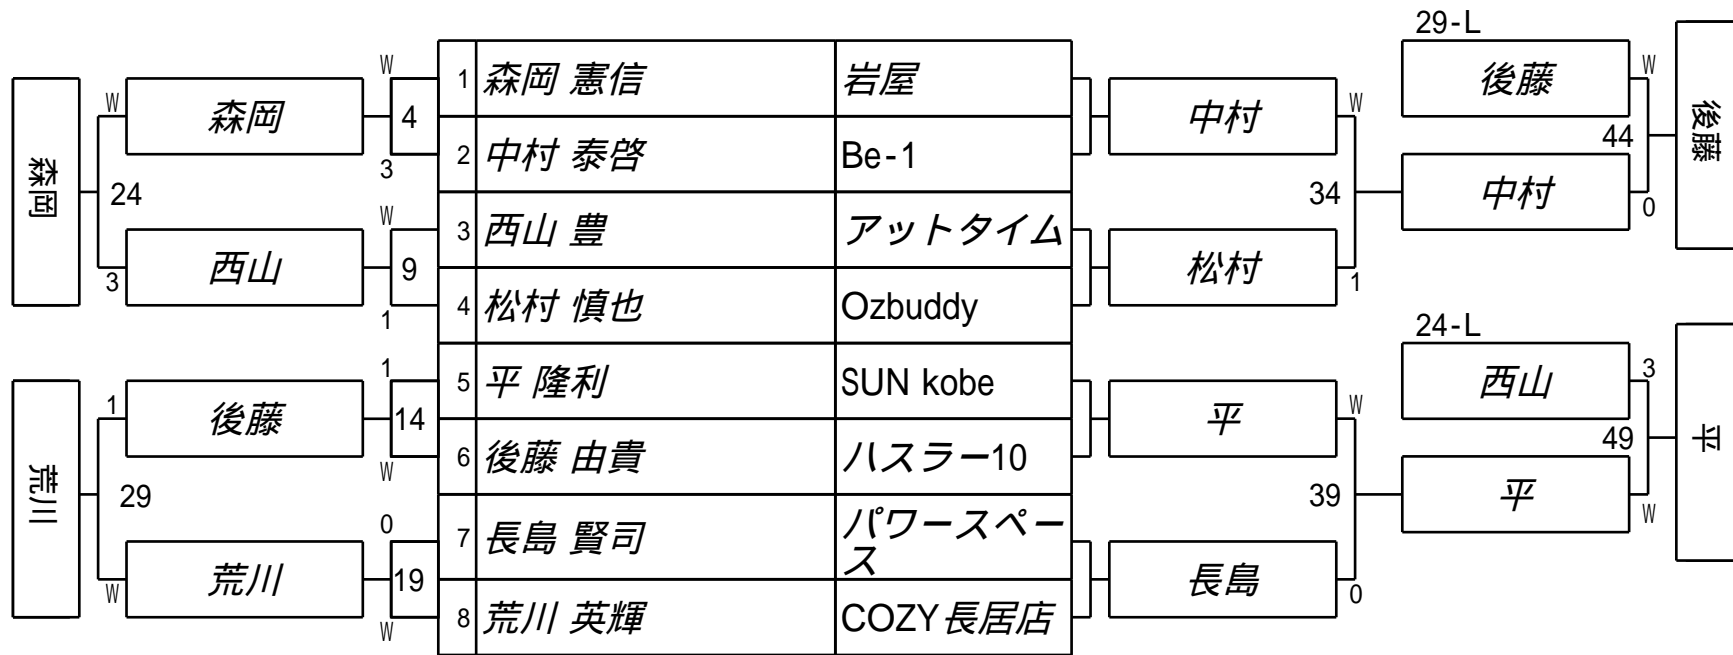 29-L
W
W
森岡
4
3
1 森岡 憲信 岩屋
2 中村 泰啓 Be-1
中村
W
後藤
W
44
後藤
森岡
24
34
中村
0
W
西山
3
9
1
3 西山 豊 アットタイム
4 松村 慎也 Ozbuddy
松村
1
24-L
1
後藤
1
14
W
5 平 隆利 SUN kobe
6 後藤 由貴 ハスラー10
平
W
西山
3
49
平
荒川
29
39
平
W
0
荒川
W
19
W
7 長島 賢司 パワースペー
ス
8 荒川 英輝 COZY長居店
長島
0